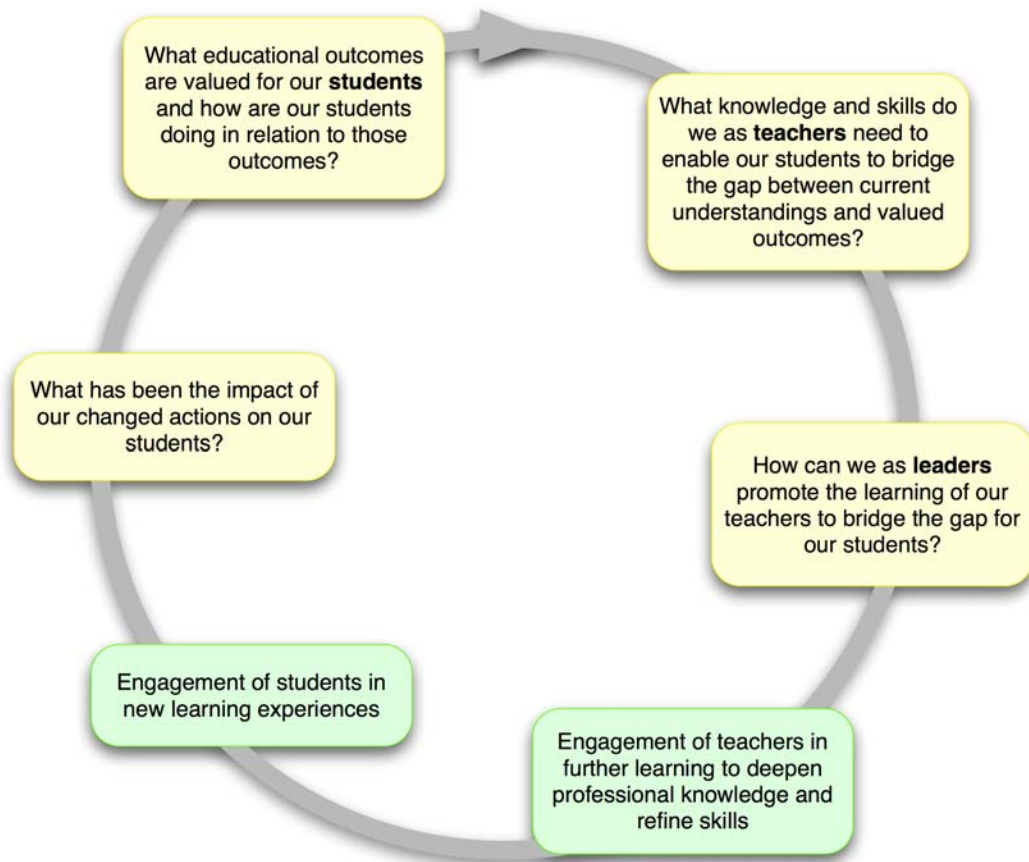 What educational outcomes
are valued for our students
and how are our students
doing in relation to those
outcomes?
What knowledge and skills do
we as teachers need to
enable our students to bridge
the gap between current
understandings and valued
outcomes?
How can we as leaders
promote the learning of our
teachers to bridge the gap for
our students?
Engagement of teachers in
further learning to deepen
professional knowledge and
refine skills
Engagement of students in
new learning experiences
What has been the impact of
our changed actions on our
students?